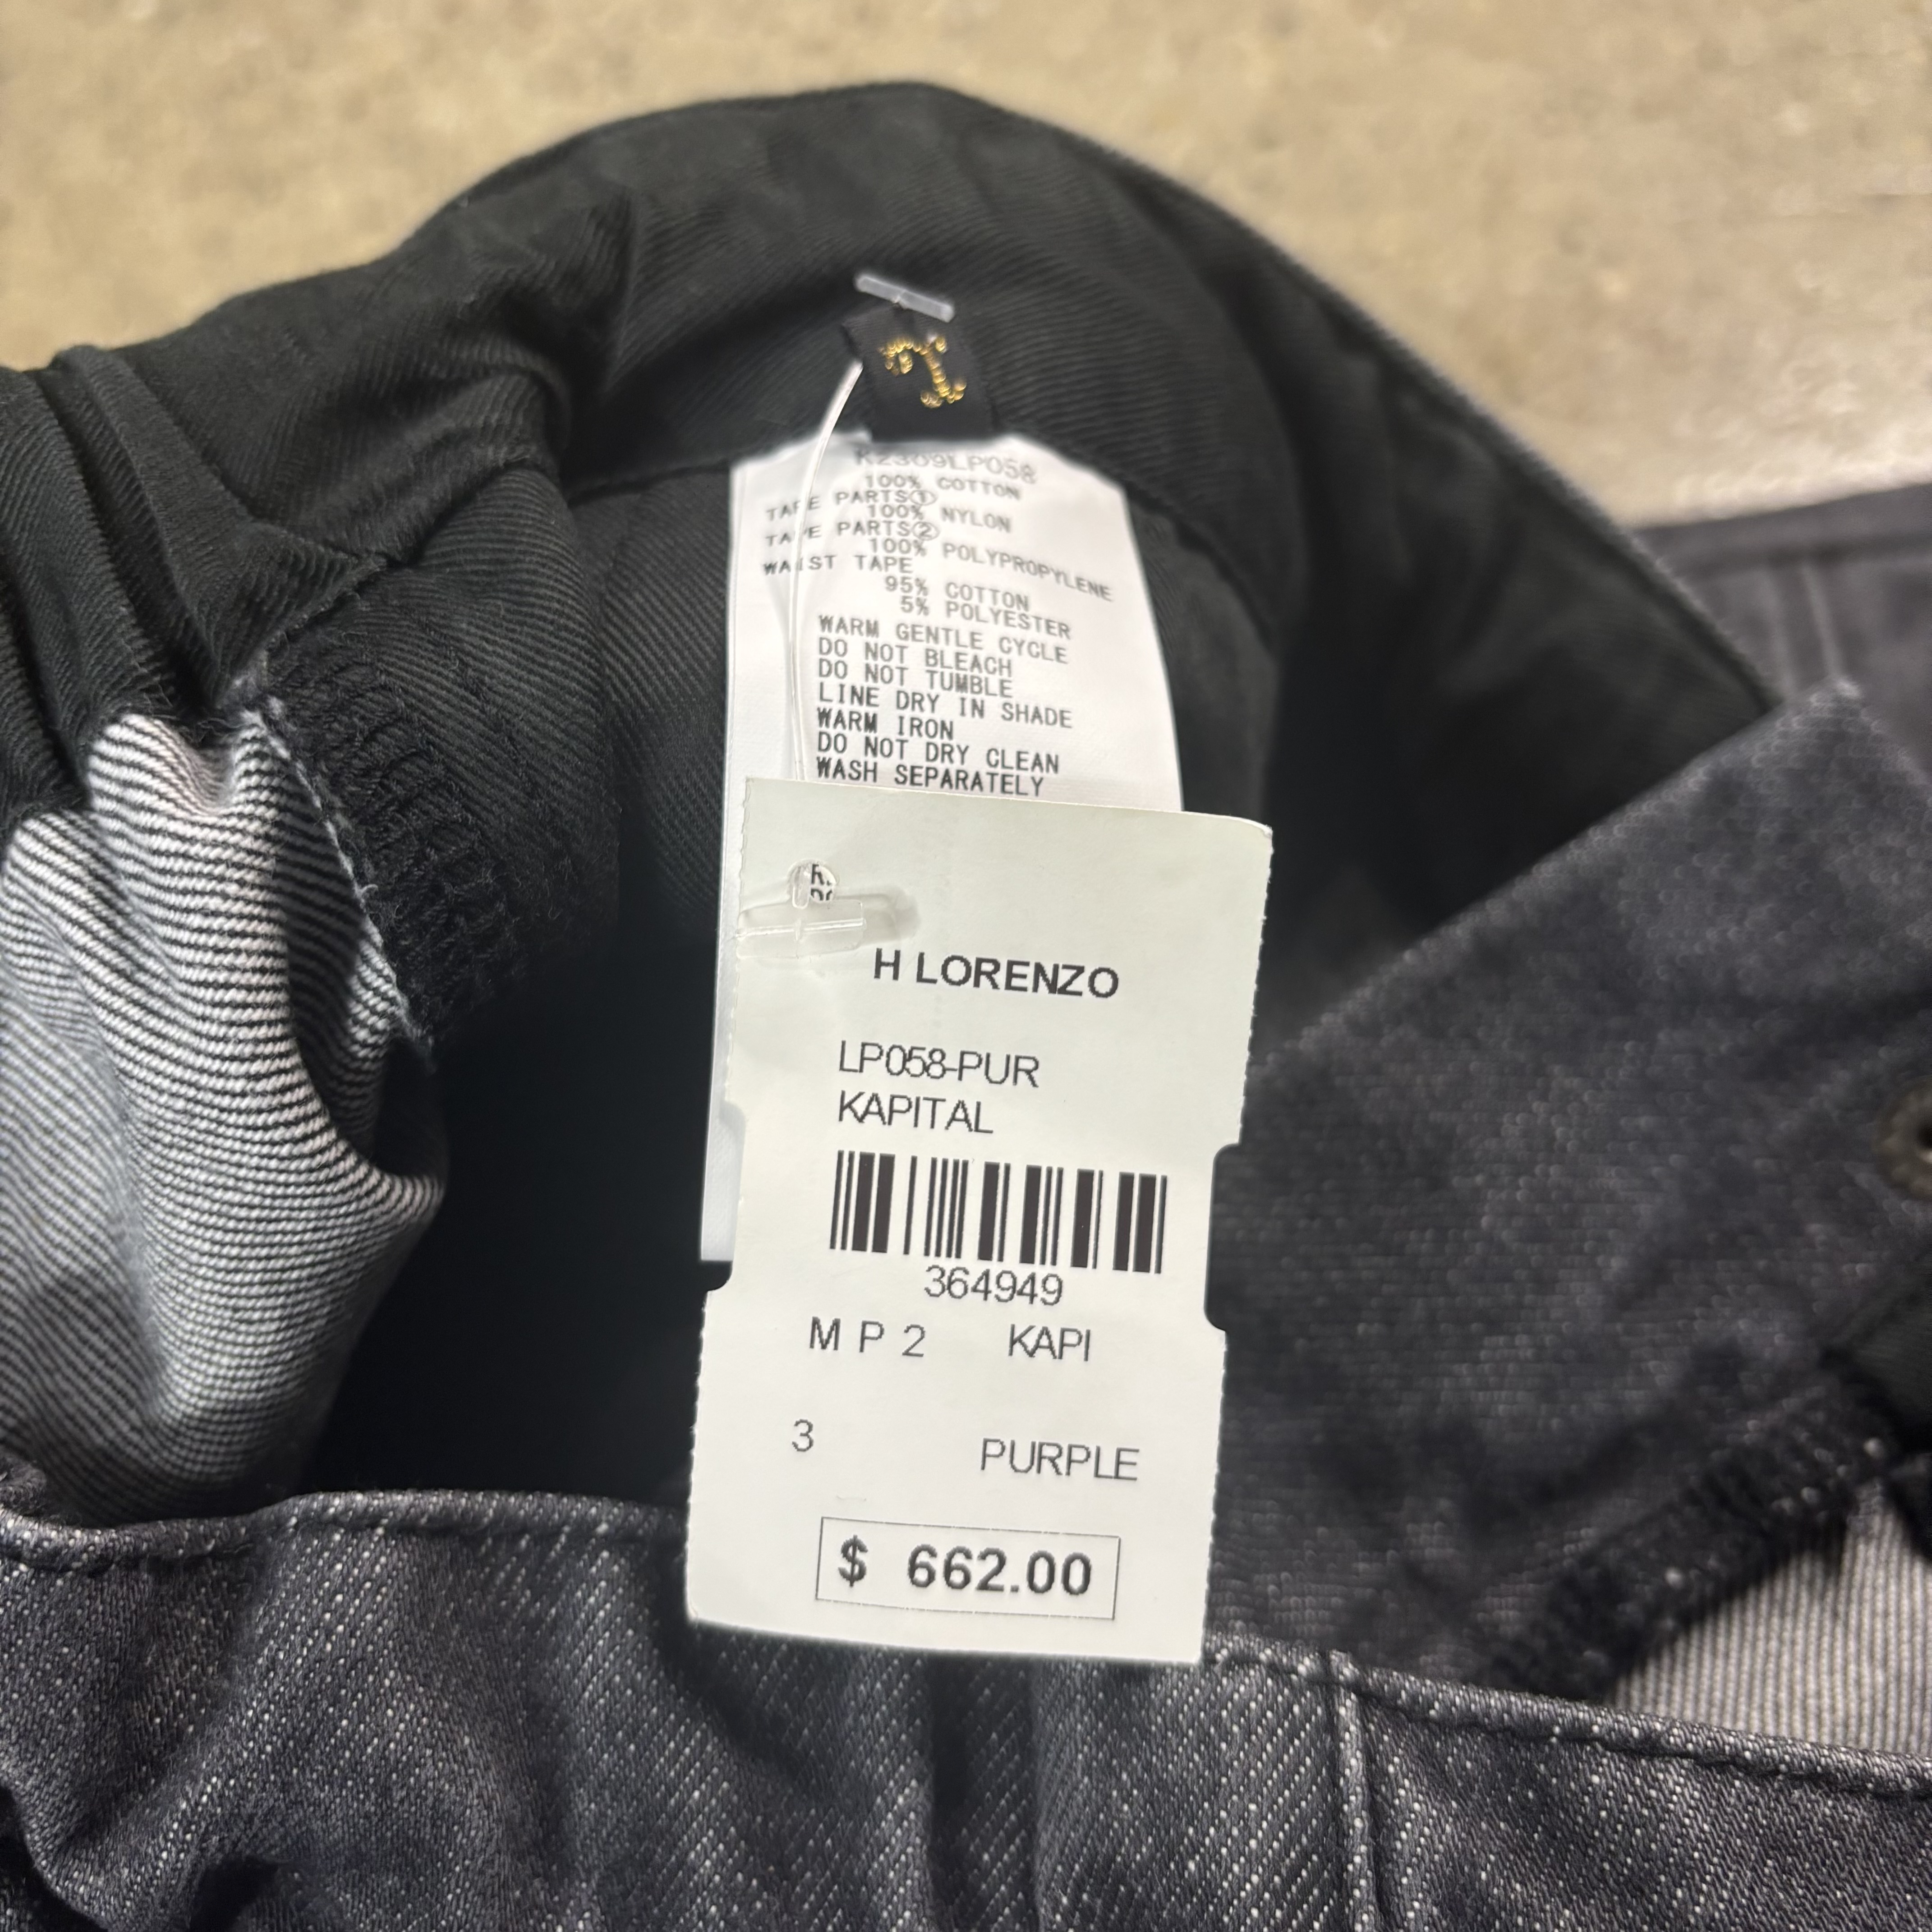 K2309LP058
100% COTTON
TAPE PARTS①
100% NYLON
TAPE PARTS②
100% POLYPROPYLENE
WAIST TAPE
95% COTTON
5% POLYESTER
WARM GENTLE CYCLE
DO NOT BLEACH
DO NOT TUMBLE
LINE DRY IN SHADE
WARM IRON
DO NOT DRY CLEAN
WASH SEPARATELY
H LORENZO
LP058-PUR
KAPITAL
364949
M P 2 KAPI
3 PURPLE
$ 662.00